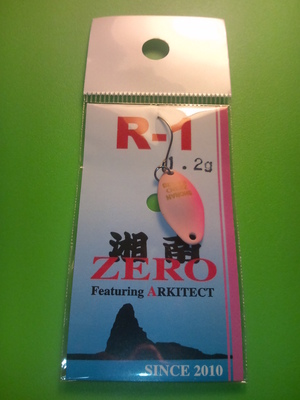 R-1
1.2g
湘南
ZERO
Featuring ARKITECT
SINCE 2010